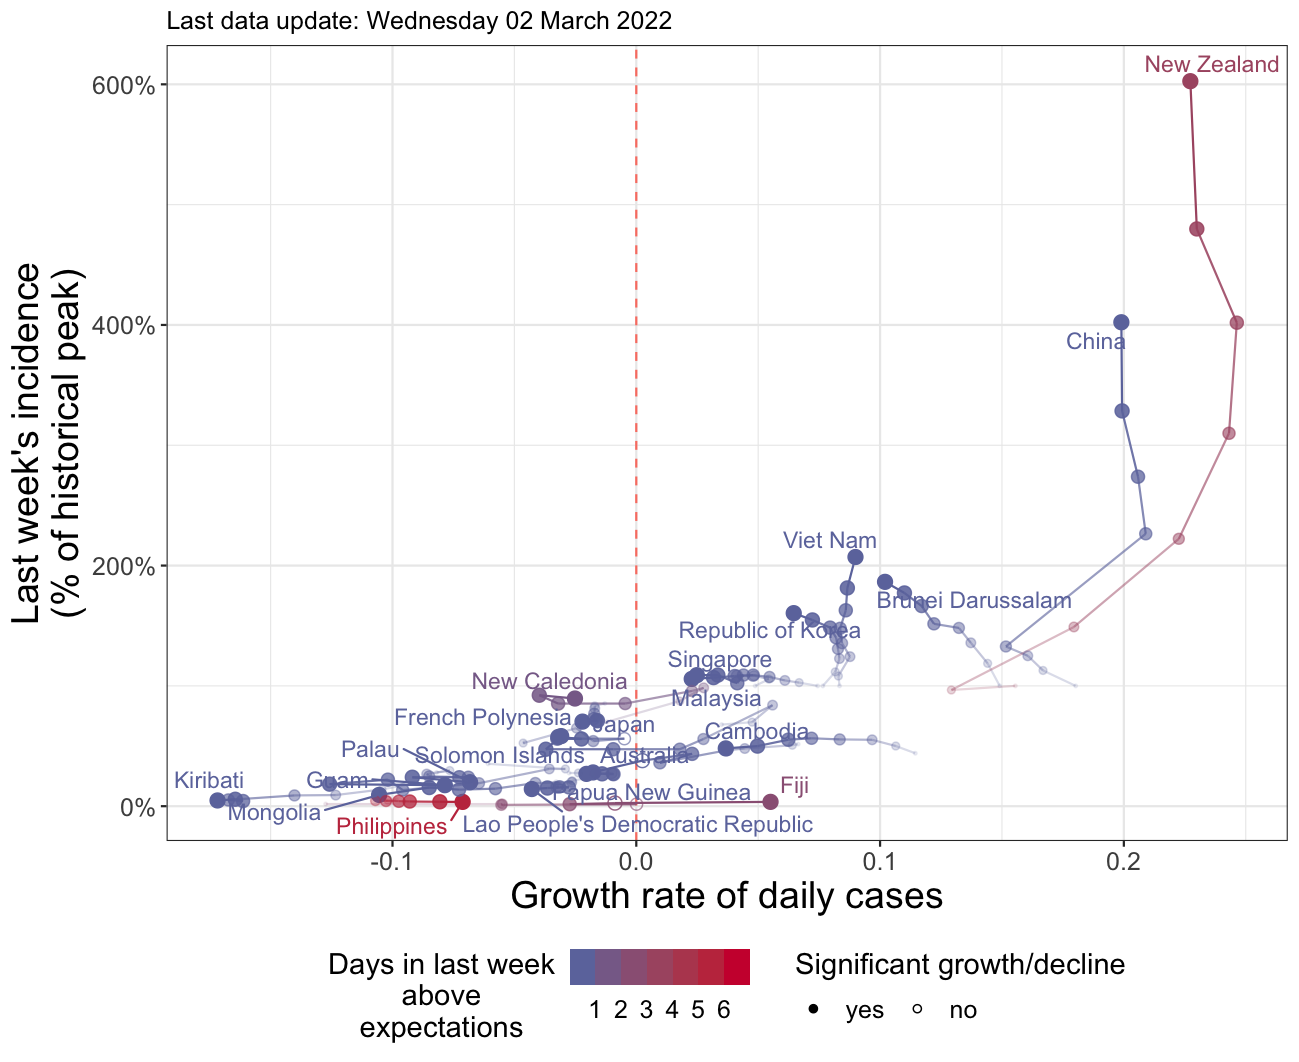 Last data update: Wednesday 02 March 2022
Last week's incidence
(% of historical peak)
600%
400%
200%
0%
New Zealand
China
Viet Nam
Brunei Darussalam
Republic of Korea
Singapore
New Caledonia
Malaysia
French Polynesia
Japan
Cambodia
Palau
Solomon Islands
Australia
Kiribati
Guam
Fiji
Papua New Guinea
Mongolia
Philippines
Lao People's Democratic Republic
-0.1
0.0
0.1
0.2
Growth rate of daily cases
Days in last week
above
expectations
1 2 3 4 5 6
Significant growth/decline
yes
no